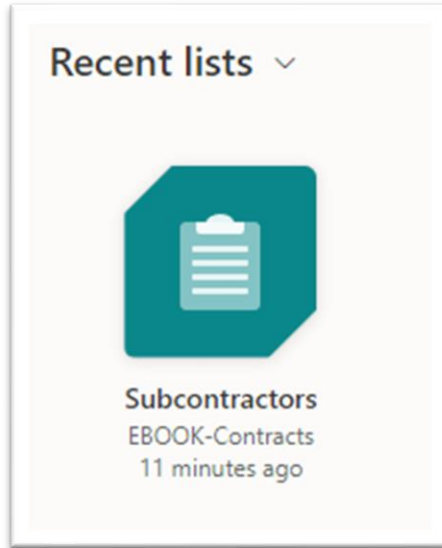 Recent lists
Subcontractors
EBOOK-Contracts
11 minutes ago